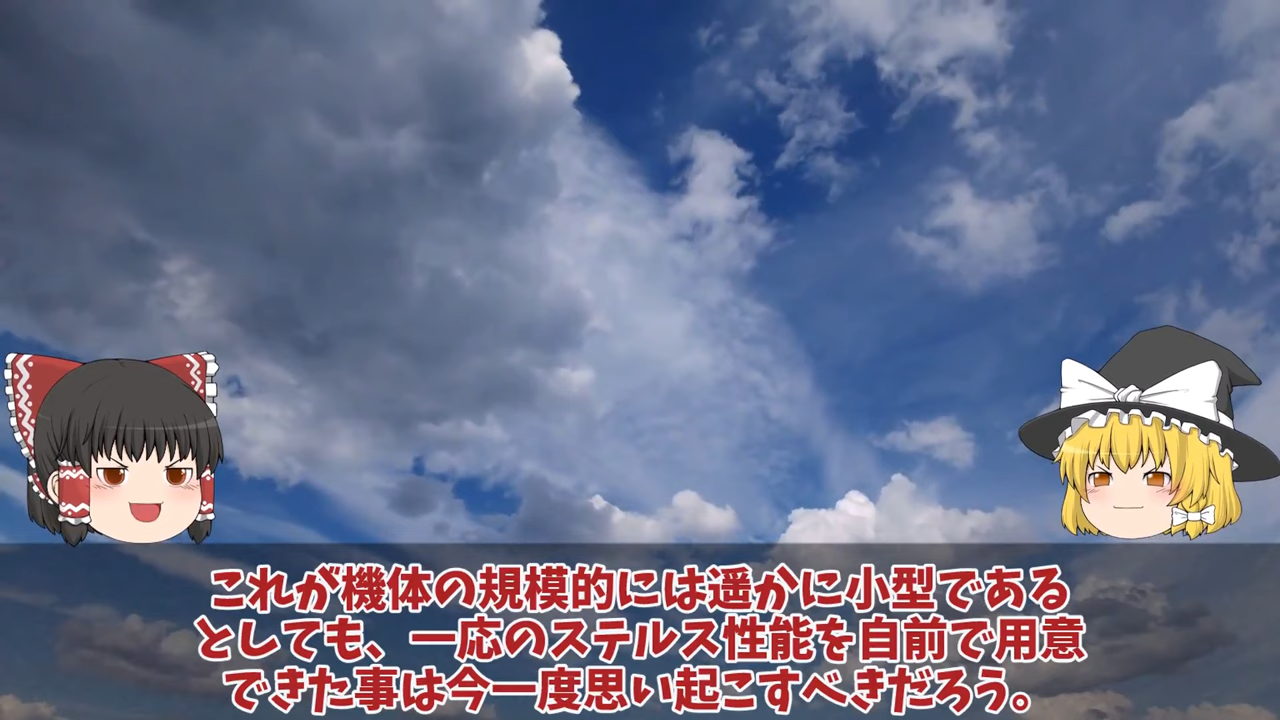 これが機体の規模的には遥かに小型である
としても、一応のステルス性能を自前で用意
できた事は今一度思い起こすべきだろう。